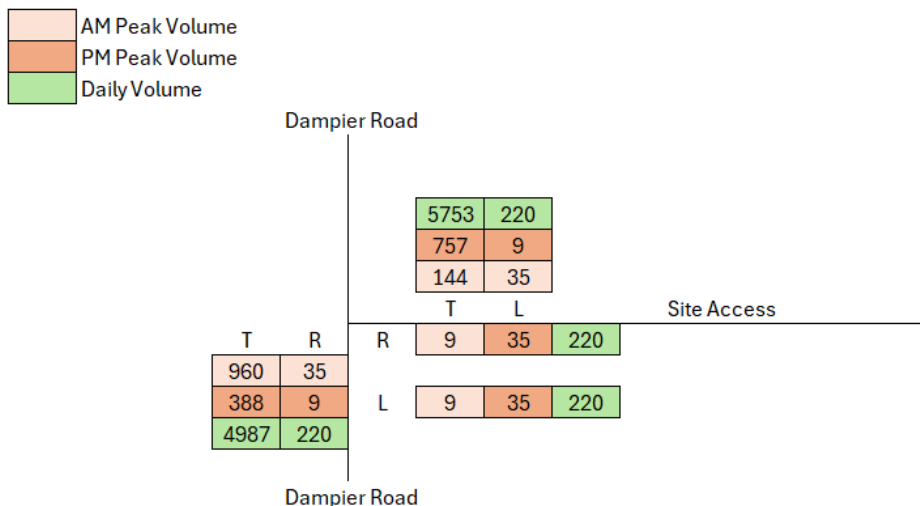 AM Peak Volume
PM Peak Volume
Daily Volume
Dampier Road
5753 220
757 9
144 35
T L Site Access
T R R 9 35 220
960 35
388 9 L 9 35 220
4987 220
Dampier Road